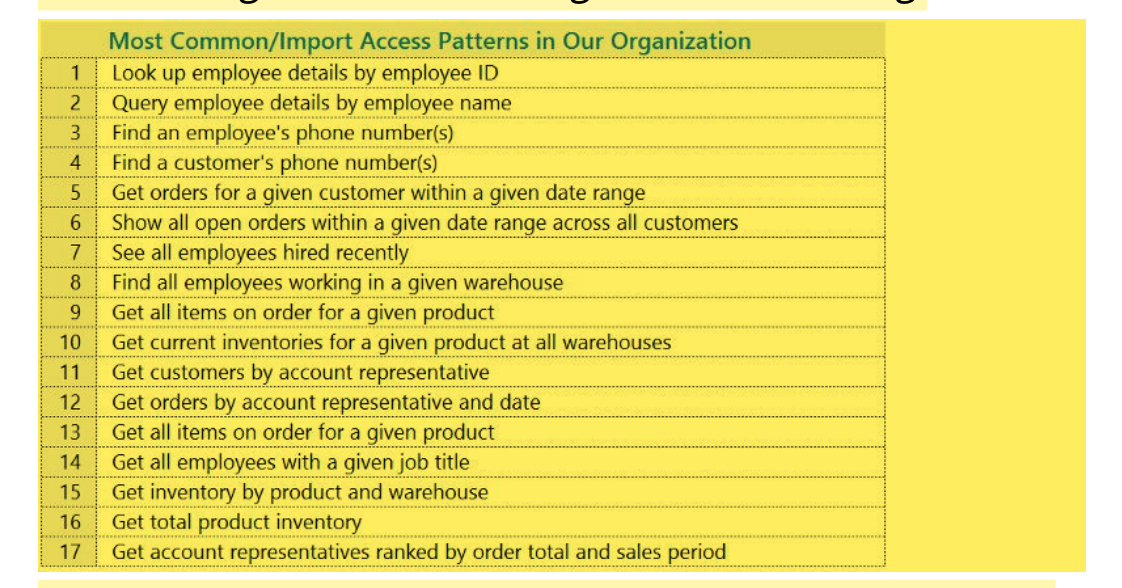 Most Common/Import Access Patterns in Our Organization
1 Look up employee details by employee ID
2 Query employee details by employee name
3 Find an employee's phone number(s)
4 Find a customer's phone number(s)
5 Get orders for a given customer within a given date range
6 Show all open orders within a given date range across all customers
7 See all employees hired recently
8 Find all employees working in a given warehouse
9 Get all items on order for a given product
10 Get current inventories for a given product at all warehouses
11 Get customers by account representative
12 Get orders by account representative and date
13 Get all items on order for a given product
14 Get all employees with a given job title
15 Get inventory by product and warehouse
16 Get total product inventory
17 Get account representatives ranked by order total and sales period